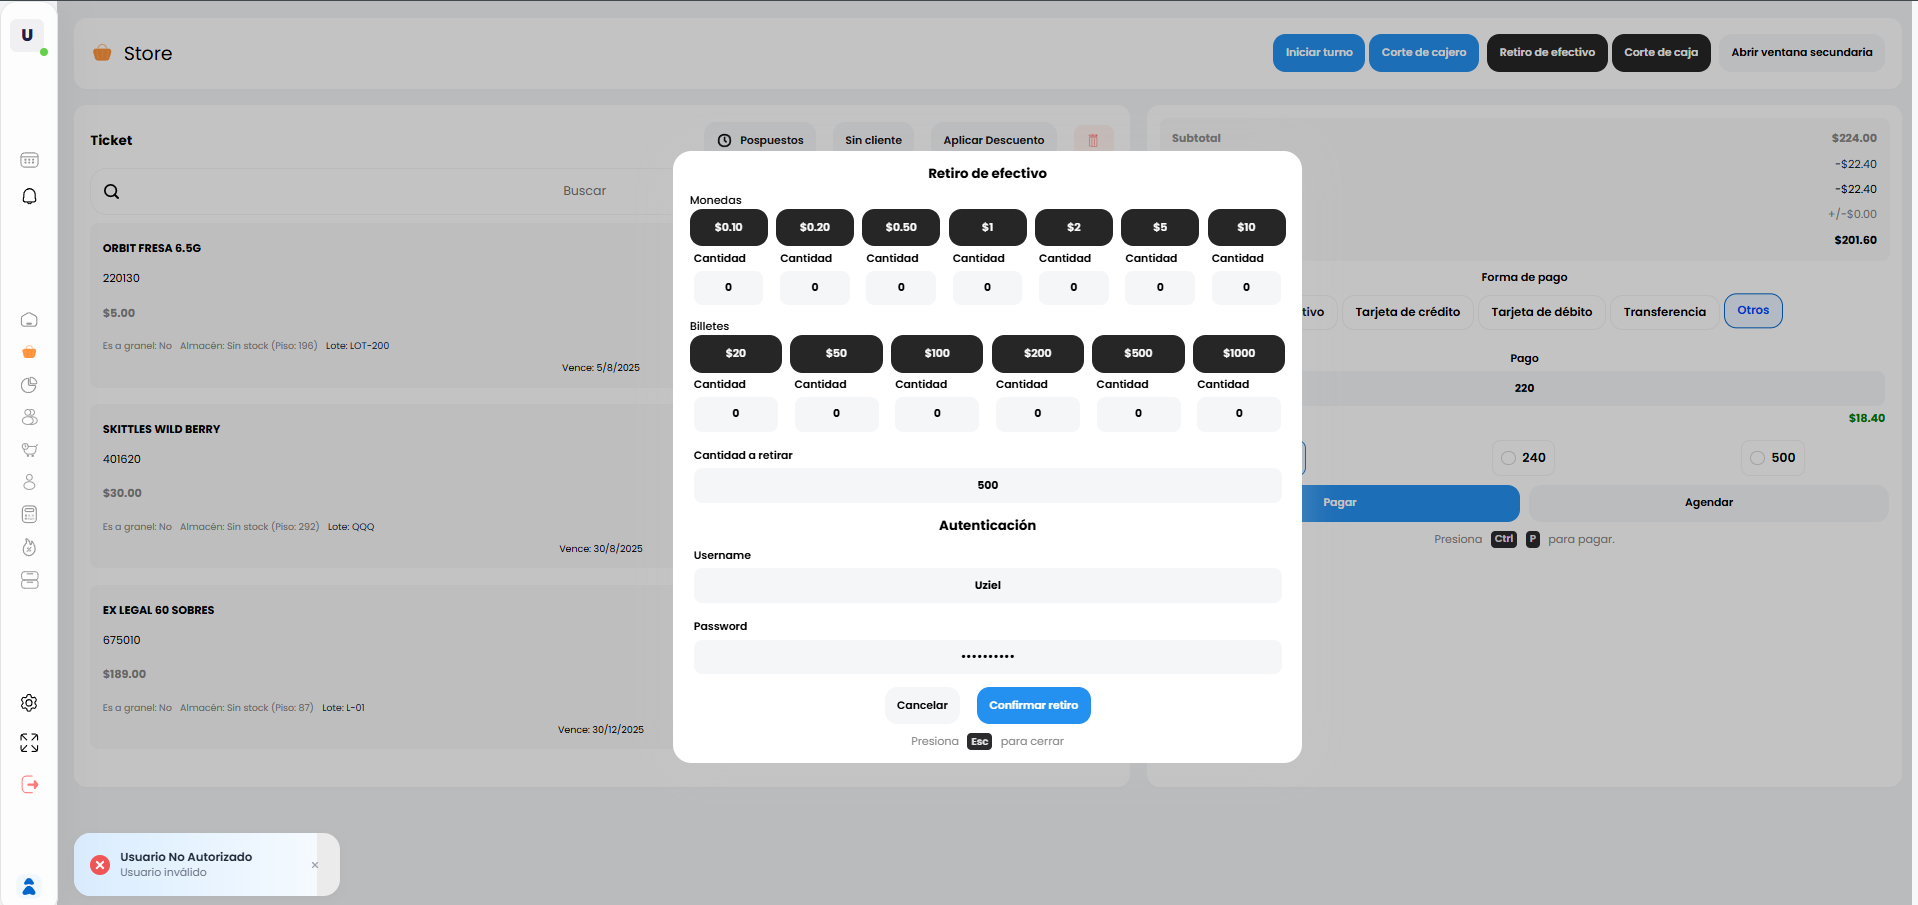 U
Store
Iniciar turno
Corte de cajero
Retiro de efectivo
Corte de caja
Abrir ventana secundaria
Ticket
Pospuestos
Sin cliente
Aplicar Descuento
Buscar
ORBIT FRESA 6.5G
220130
$5.00
Es a granel: No Almacén: Sin stock (Piso: 196) Lote: LOT-200
Vence: 5/8/2025
SKITTLES WILD BERRY
401620
$30.00
Es a granel: No Almacén: Sin stock (Piso: 292) Lote: QQQ
Vence: 30/8/2025
EX LEGAL 60 SOBRES
675010
$189.00
Es a granel: No Almacén: Sin stock (Piso: 87) Lote: L-01
Vence: 30/12/2025
Retiro de efectivo
Monedas
$0.10 $0.20 $0.50 $1 $2 $5 $10
Cantidad Cantidad Cantidad Cantidad Cantidad Cantidad Cantidad
0 0 0 0 0 0 0
Billetes
$20 $50 $100 $200 $500 $1000
Cantidad Cantidad Cantidad Cantidad Cantidad Cantidad
0 0 0 0 0 0
Cantidad a retirar
500
Autenticación
Username
Uziel
Password
••••••••••
Cancelar
Confirmar retiro
Presiona Esc para cerrar
Subtotal $224.00
-$22.40
-$22.40
+/-$0.00
$201.60
Forma de pago
tivo
Tarjeta de crédito
Tarjeta de débito
Transferencia
Otros
Pago
220
$18.40
240
500
Pagar
Agendar
Presiona Ctrl P para pagar.
Usuario No Autorizado
Usuario inválido